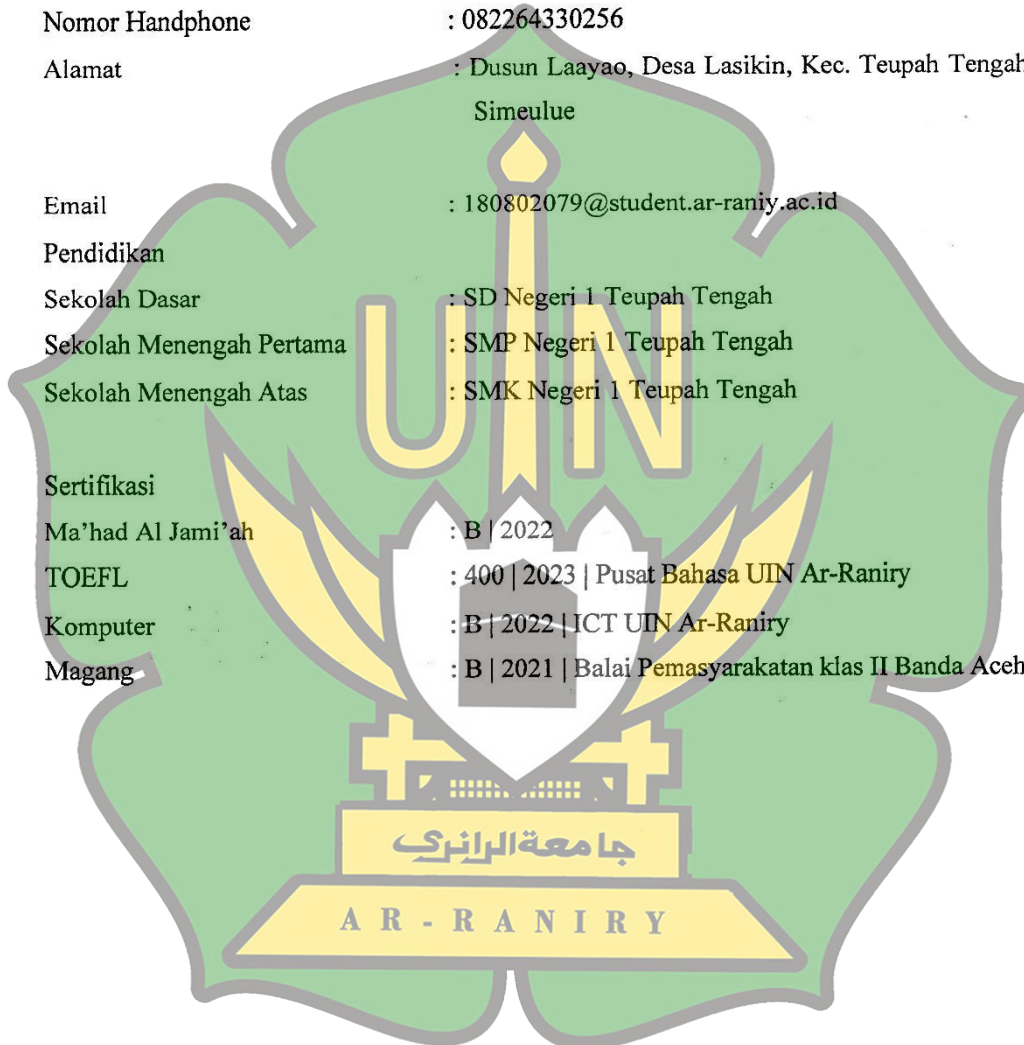 Nomor Handphone : 082264330256
Alamat : Dusun Laayao, Desa Lasikin, Kec. Teupah Tengah
Simeulue
Email : 180802079@student.ar-raniy.ac.id
Pendidikan
Sekolah Dasar : SD Negeri 1 Teupah Tengah
Sekolah Menengah Pertama : SMP Negeri 1 Teupah Tengah
Sekolah Menengah Atas : SMK Negeri 1 Teupah Tengah
UIN
Sertifikasi
Ma'had Al Jami'ah : B | 2022
TOEFL : 400 | 2023 | Pusat Bahasa UIN Ar-Raniry
Komputer : B | 2022 | ICT UIN Ar-Raniry
Magang : B | 2021 | Balai Pemasyarakatan klas II Banda Aceh
جامعة الرانري
AR-RANIRY